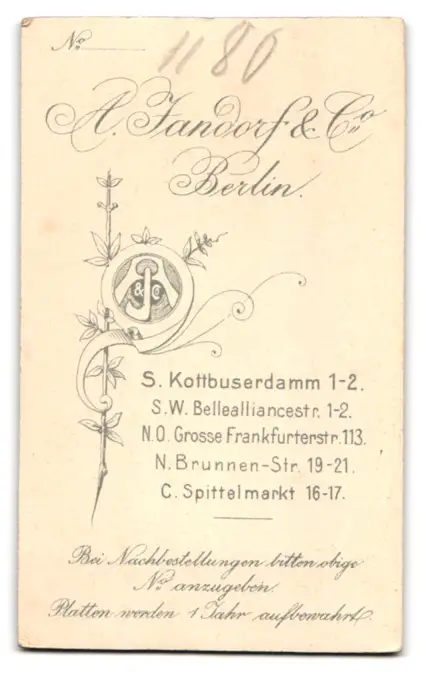 No
1180
A. Jandorf & Co
Berlin.
A J & Co
S. Kottbuserdamm 1-2.
S.W. Bellealliancestr. 1-2.
N.O. Grosse Frankfurterstr. 113.
N. Brunnen-Str. 19-21.
C. Spittelmarkt 16-17.
Bei Nachbestellungen bitten obige
No anzugeben.
Platten werden 1 Jahr aufbewahrt.